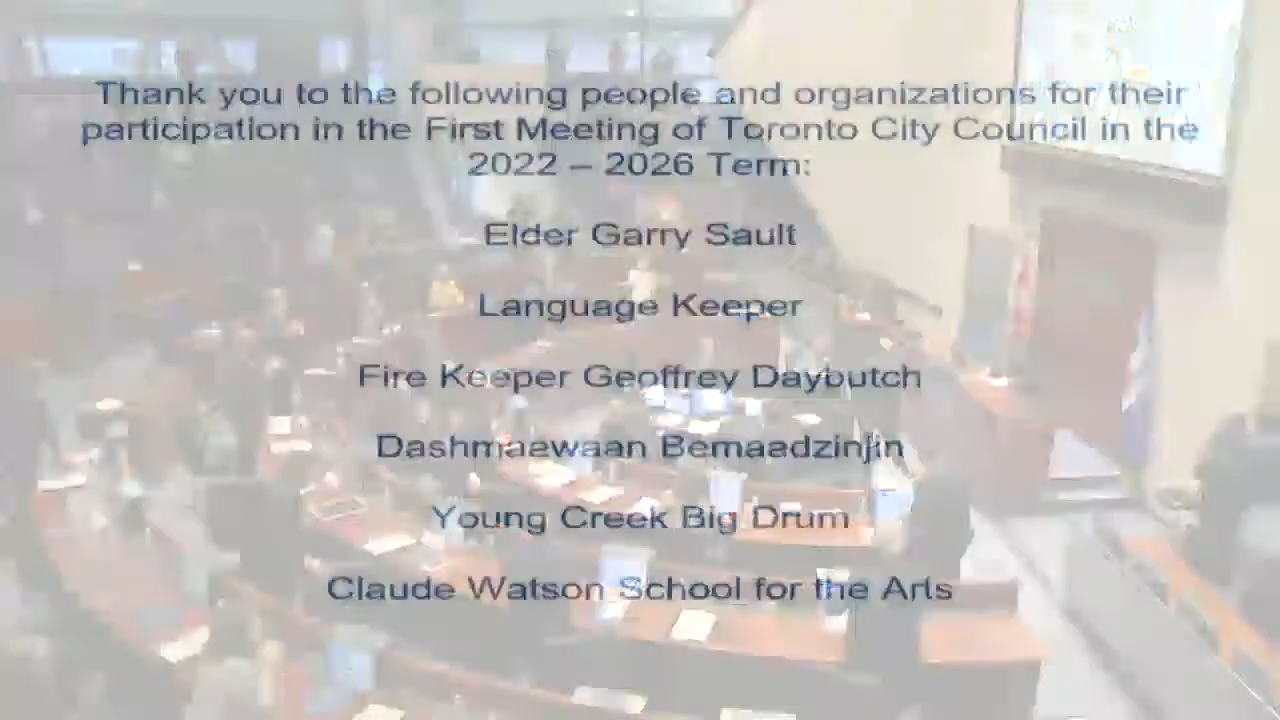 Thank you to the following people and organizations for their
participation in the First Meeting of Toronto City Council in the
2022 – 2026 Term:
Elder Garry Sault
Language Keeper
Fire Keeper Geoffrey Daybutch
Dashmaewaan Bemaadzinjin
Young Creek Big Drum
Claude Watson School for the Arts